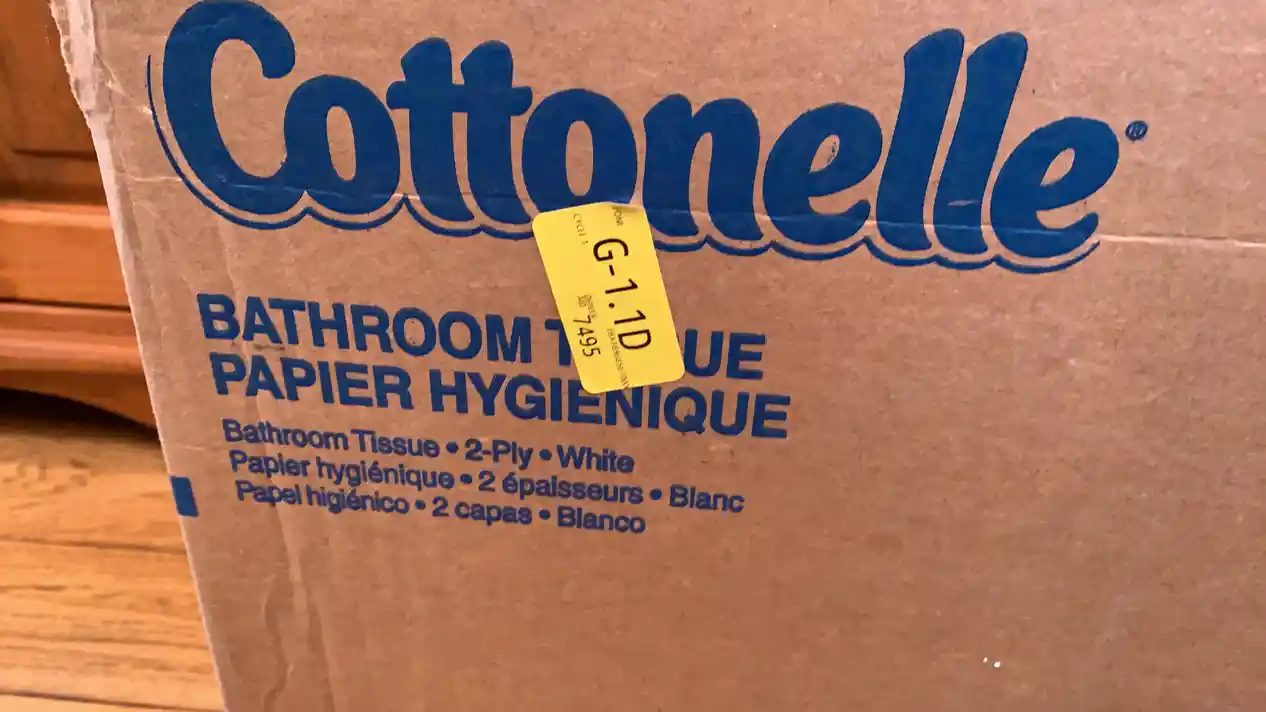 Cottonelle®
G-1.1D
7495
BATHROOM T UE
PAPIER HYGIÉNIQUE
Bathroom Tissue • 2-Ply • White
Papier hygiénique • 2 épaisseurs • Blanc
Papel higiénico • 2 capas • Blanco